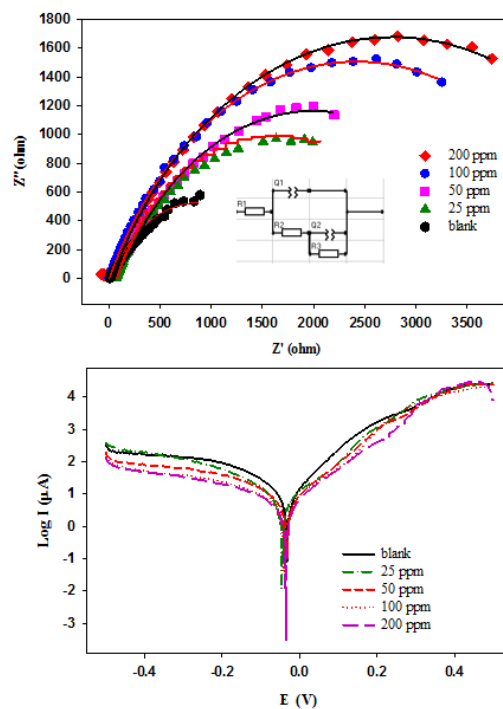 1800
1600
1400
1200
1000
800
600
400
200
0
Z"(ohm)
200 ppm
100 ppm
50 ppm
25 ppm
blank
Q1
R1
R2
Q2
R3
0 500 1000 1500 2000 2500 3000 3500
Z' (ohm)
4
3
2
1
0
-1
-2
-3
Log I (µA)
blank
25 ppm
50 ppm
100 ppm
200 ppm
-0.4 -0.2 0.0 0.2 0.4
E (V)